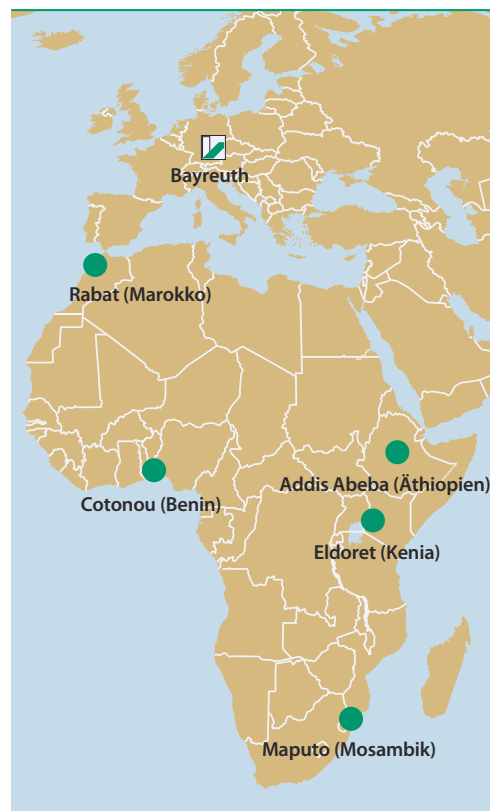 Bayreuth
Rabat (Marokko)
Addis Abeba (Äthiopien)
Cotonou (Benin)
Eldoret (Kenia)
Maputo (Mosambik)